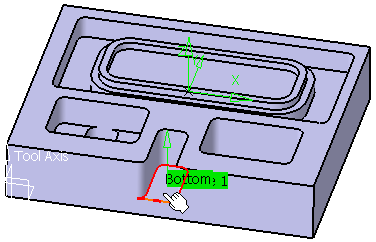 X
Tool Axis
Bottom, 1